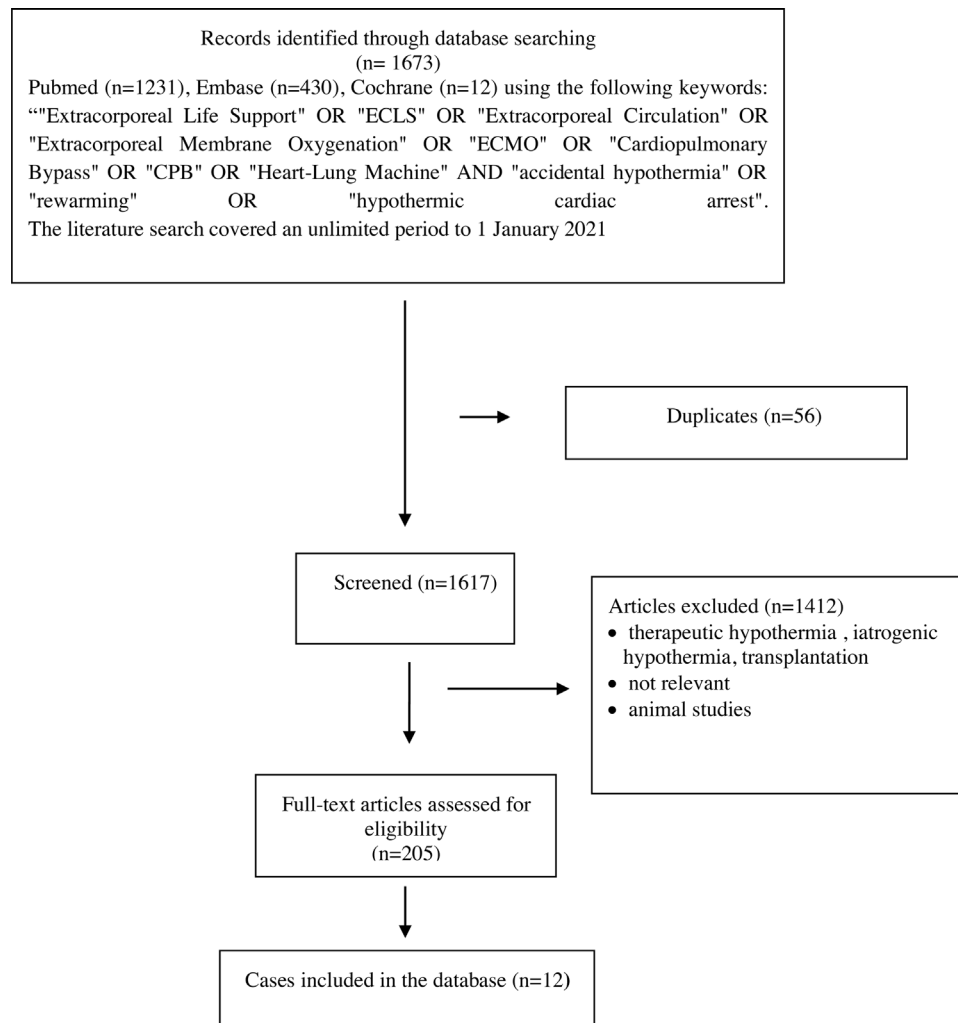 Records identified through database searching
(n= 1673)
Pubmed (n=1231), Embase (n=430), Cochrane (n=12) using the following keywords:
“"Extracorporeal Life Support" OR "ECLS" OR "Extracorporeal Circulation" OR
"Extracorporeal Membrane Oxygenation" OR "ECMO" OR "Cardiopulmonary
Bypass" OR "CPB" OR "Heart-Lung Machine" AND "accidental hypothermia" OR
"rewarming" OR "hypothermic cardiac arrest".
The literature search covered an unlimited period to 1 January 2021
Duplicates (n=56)
Screened (n=1617)
Articles excluded (n=1412)
• therapeutic hypothermia , iatrogenic
hypothermia, transplantation
• not relevant
• animal studies
Full-text articles assessed for
eligibility
(n=205)
Cases included in the database (n=12)